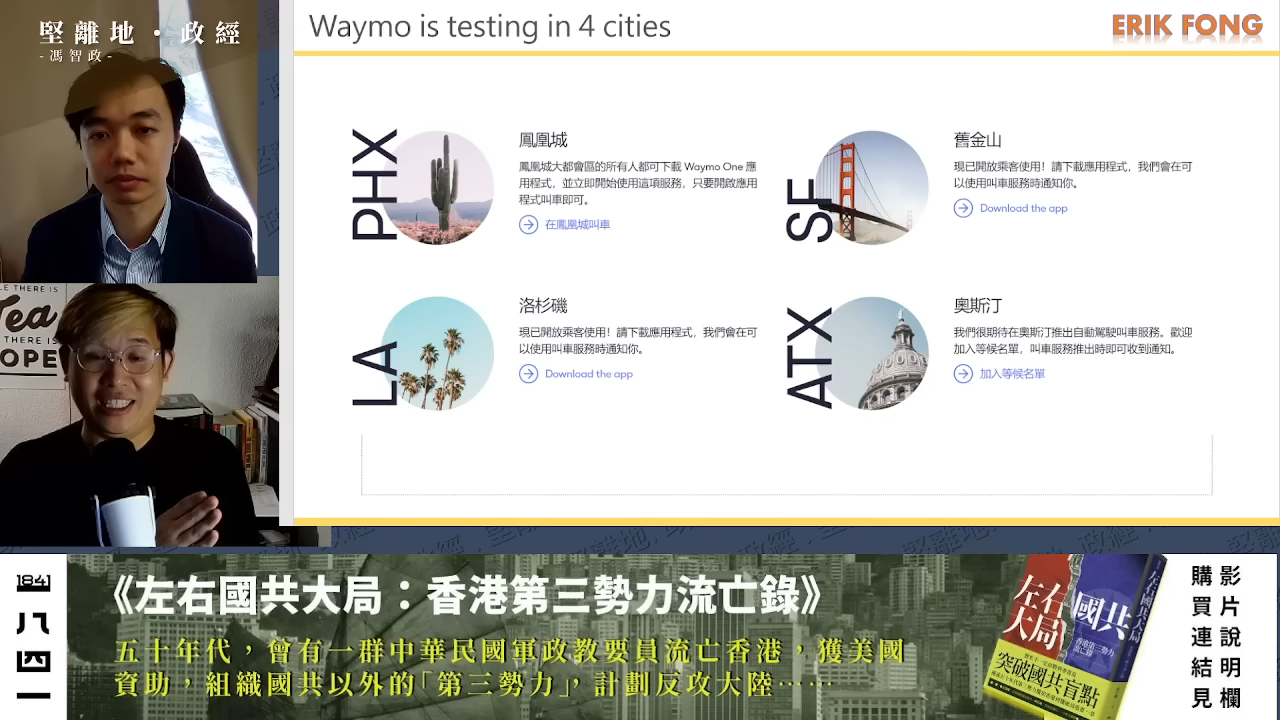 堅離地・政經
-馮智政-
Waymo is testing in 4 cities
ERIK FONG
PHX
鳳凰城
鳳凰城大都會區的所有人都可下載 Waymo One 應
用程式，並立即開始使用這項服務，只要開啟應用
程式叫車即可。
在鳳凰城叫車
SF
舊金山
現已開放乘客使用！請下載應用程式，我們會在可
以使用叫車服務時通知你。
Download the app
LA
洛杉磯
現已開放乘客使用！請下載應用程式，我們會在可
以使用叫車服務時通知你。
Download the app
ATX
奧斯汀
我們很期待在奧斯汀推出自動駕駛叫車服務。歡迎
加入等候名單，叫車服務推出時即可收到通知。
加入等候名單
Tea
THERE IS
HOPE
1841
一八四一
《左右國共大局：香港第三勢力流亡錄》
五十年代，曾有一群中華民國軍政教要員流亡香港，獲美國
資助，組織國共以外的「第三勢力」，計劃反攻大陸……
左右
國共
大局
突破國共盲點
影片說明欄
購買連結見